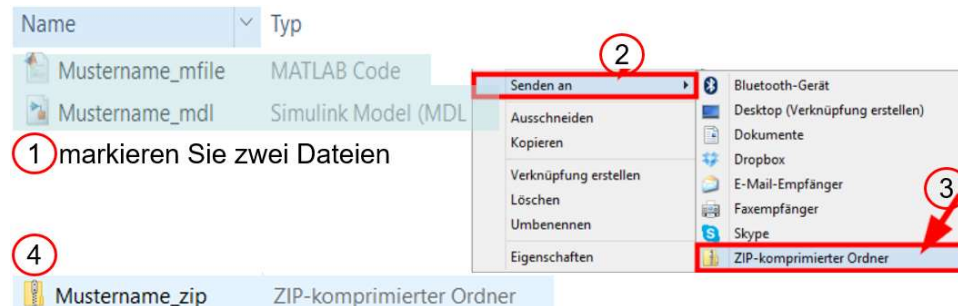 Name Typ
Mustername_mfile MATLAB Code
Mustername_mdl Simulink Model (MDL
1 markieren Sie zwei Dateien
2
Senden an
Ausschneiden
Kopieren
Verknüpfung erstellen
Löschen
Umbenennen
Eigenschaften
Bluetooth-Gerät
Desktop (Verknüpfung erstellen)
Dokumente
Dropbox
E-Mail-Empfänger
Faxempfänger
Skype
ZIP-komprimierter Ordner
3
4
Mustername_zip ZIP-komprimierter Ordner